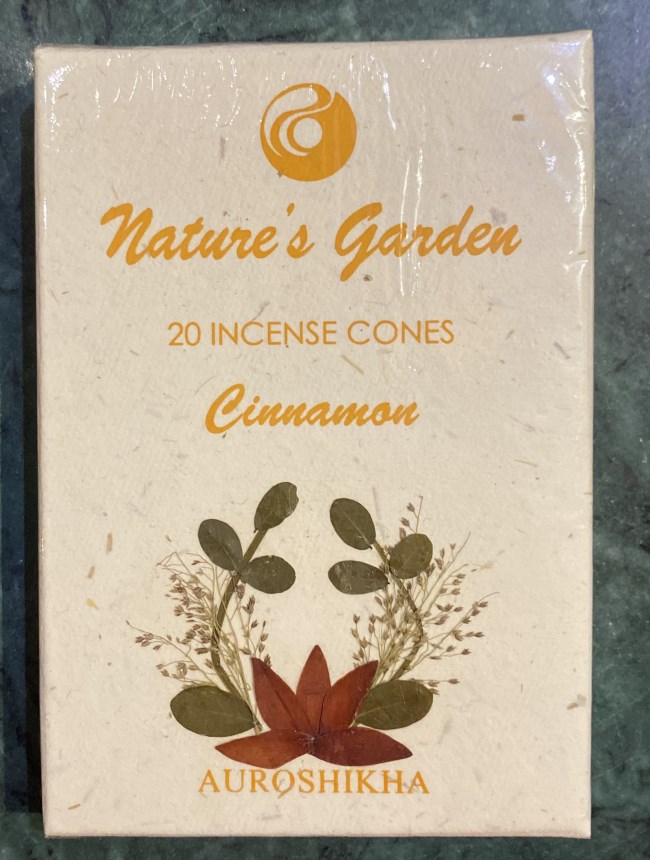 Nature's Garden
20 INCENSE CONES
Cinnamon
AUROSHIKHA